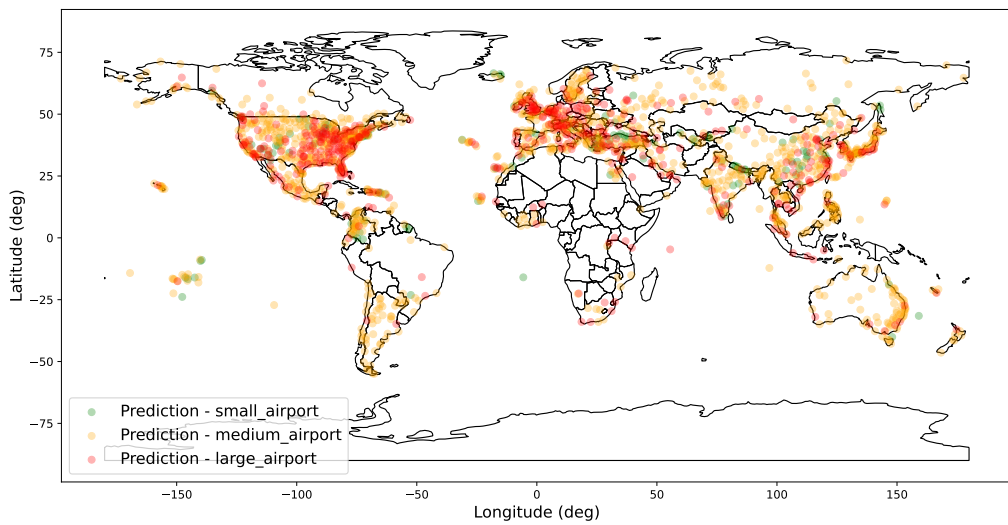 75
50
25
0
−25
−50
−75
Latitude (deg)
Prediction - small_airport
Prediction - medium_airport
Prediction - large_airport
−150
−100
−50
0
50
100
150
Longitude (deg)